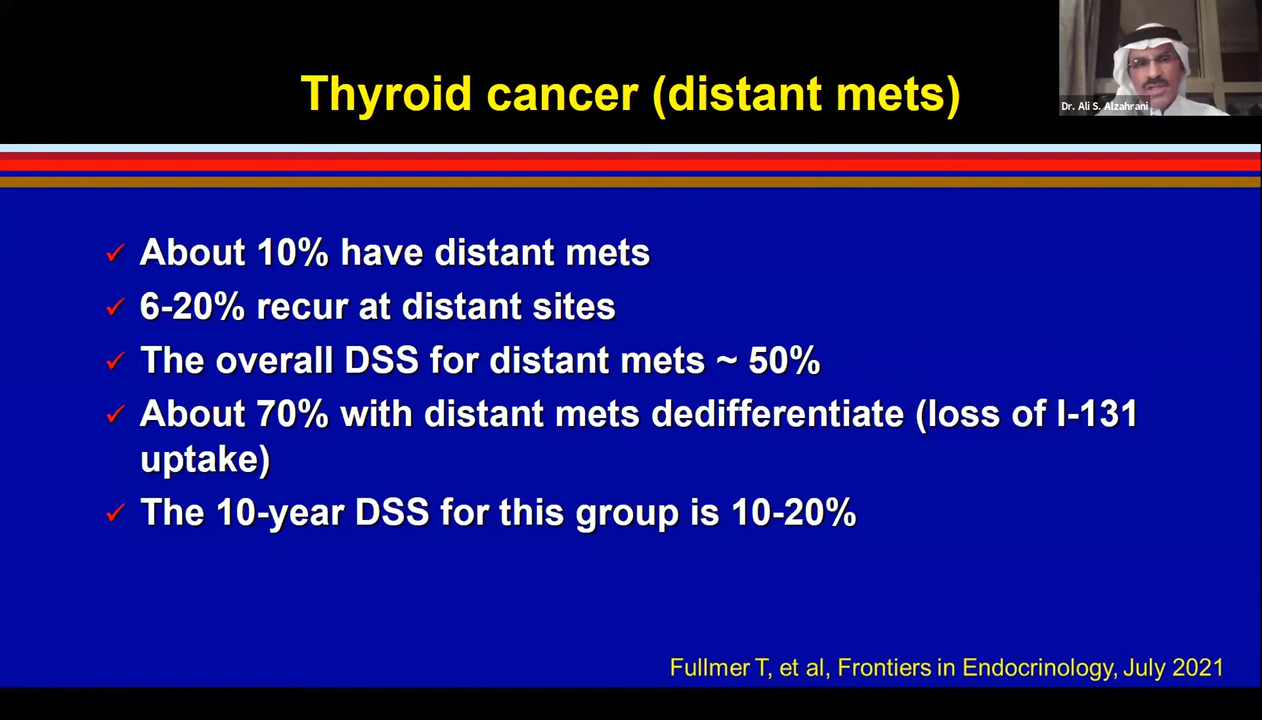 Thyroid cancer (distant mets)
Dr. Ali S. Alzahrani
✓ About 10% have distant mets
✓ 6-20% recur at distant sites
✓ The overall DSS for distant mets ~ 50%
✓ About 70% with distant mets dedifferentiate (loss of I-131
uptake)
✓ The 10-year DSS for this group is 10-20%
Fullmer T, et al, Frontiers in Endocrinology, July 2021